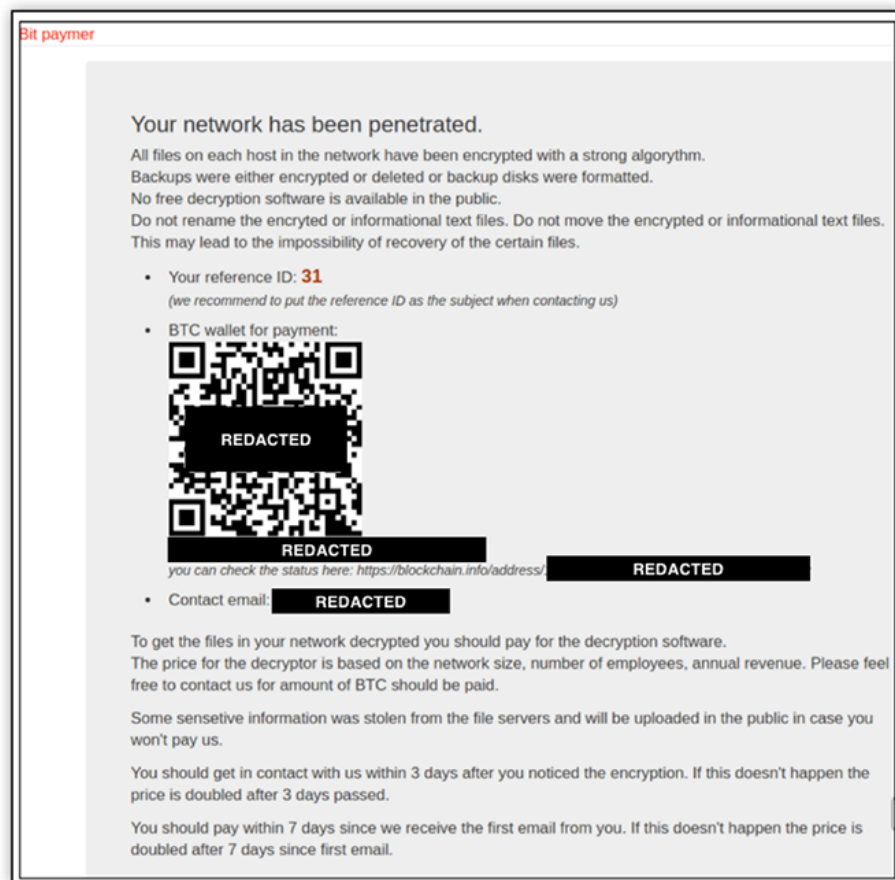 Bit paymer
Your network has been penetrated.
All files on each host in the network have been encrypted with a strong algorythm.
Backups were either encrypted or deleted or backup disks were formatted.
No free decryption software is available in the public.
Do not rename the encryted or informational text files. Do not move the encrypted or informational text files.
This may lead to the impossibility of recovery of the certain files.
• Your reference ID: 31
(we recommend to put the reference ID as the subject when contacting us)
• BTC wallet for payment:
REDACTED
REDACTED
you can check the status here: https://blockchain.info/address/ REDACTED
• Contact email: REDACTED
To get the files in your network decrypted you should pay for the decryption software.
The price for the decryptor is based on the network size, number of employees, annual revenue. Please feel
free to contact us for amount of BTC should be paid.
Some sensetive information was stolen from the file servers and will be uploaded in the public in case you
won't pay us.
You should get in contact with us within 3 days after you noticed the encryption. If this doesn't happen the
price is doubled after 3 days passed.
You should pay within 7 days since we receive the first email from you. If this doesn't happen the price is
doubled after 7 days since first email.